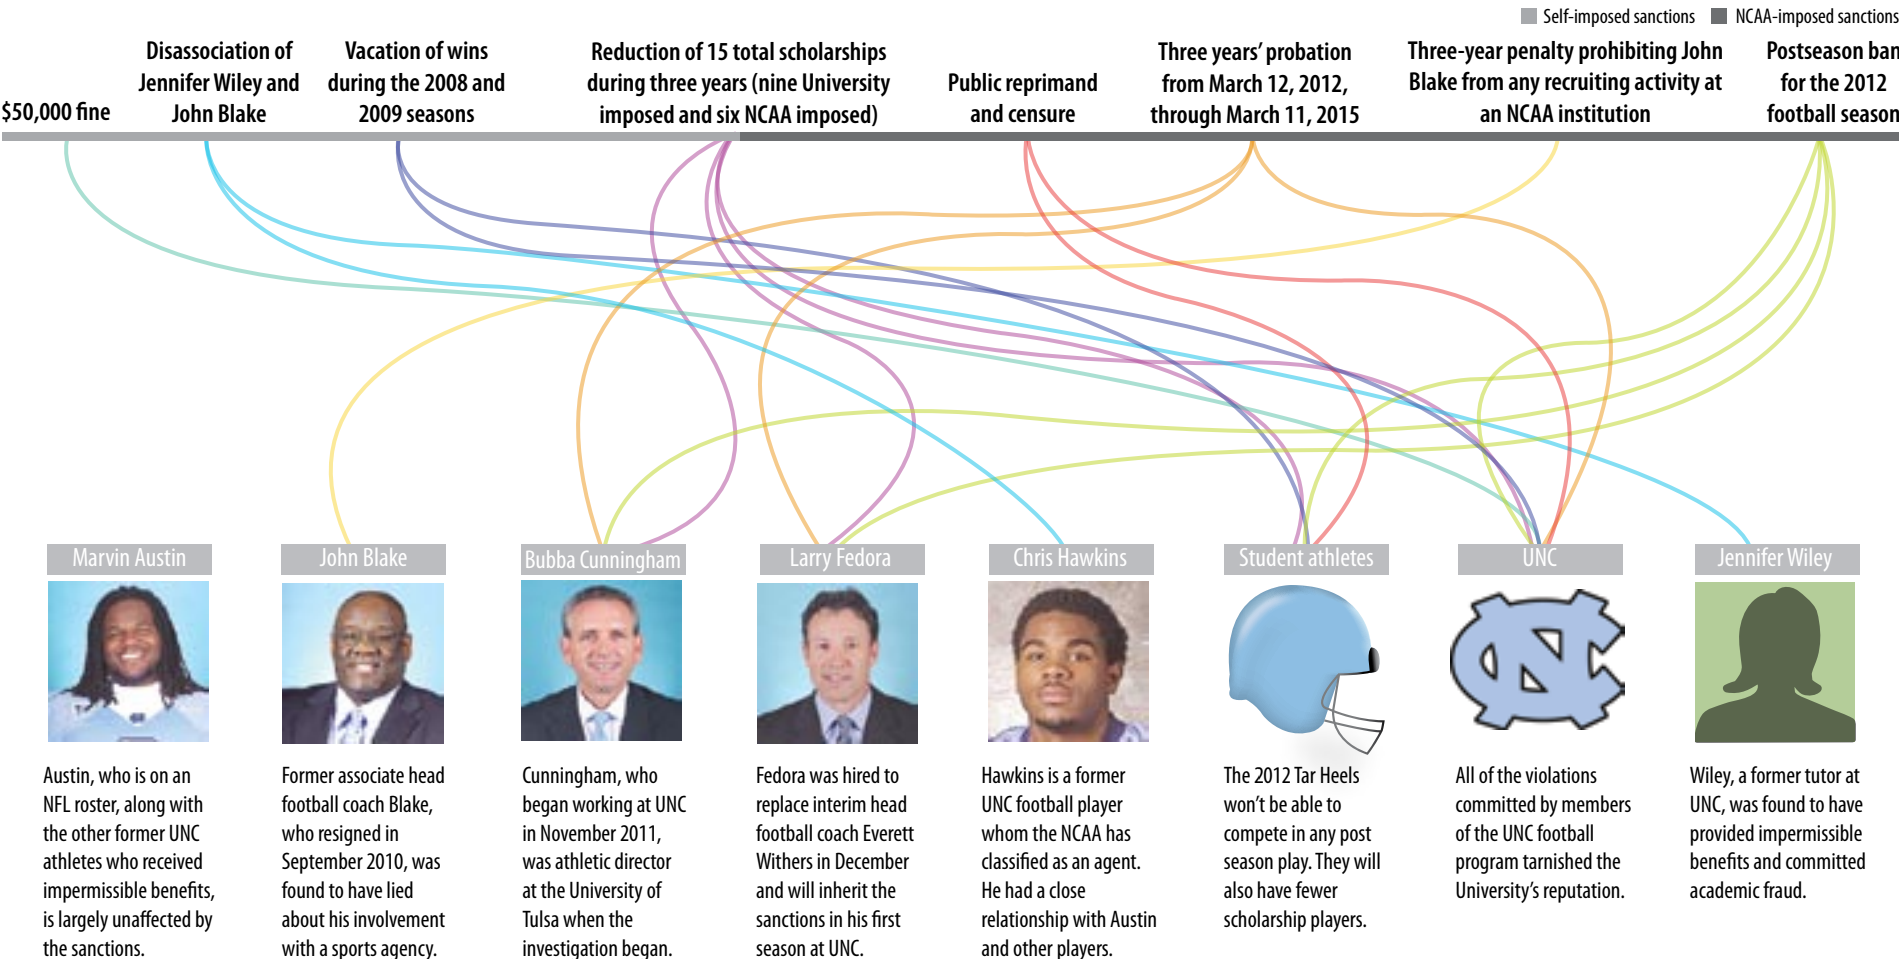 Self-imposed sanctions NCAA-imposed sanctions
$50,000 fine
Disassociation of
Jennifer Wiley and
John Blake
Vacation of wins
during the 2008 and
2009 seasons
Reduction of 15 total scholarships
during three years (nine University
imposed and six NCAA imposed)
Public reprimand
and censure
Three years’ probation
from March 12, 2012,
through March 11, 2015
Three-year penalty prohibiting John
Blake from any recruiting activity at
an NCAA institution
Postseason ban
for the 2012
football season
Marvin Austin
Austin, who is on an
NFL roster, along with
the other former UNC
athletes who received
impermissible benefits,
is largely unaffected by
the sanctions.
John Blake
Former associate head
football coach Blake,
who resigned in
September 2010, was
found to have lied
about his involvement
with a sports agency.
Bubba Cunningham
Cunningham, who
began working at UNC
in November 2011,
was athletic director
at the University of
Tulsa when the
investigation began.
Larry Fedora
Fedora was hired to
replace interim head
football coach Everett
Withers in December
and will inherit the
sanctions in his first
season at UNC.
Chris Hawkins
Hawkins is a former
UNC football player
whom the NCAA has
classified as an agent.
He had a close
relationship with Austin
and other players.
Student athletes
The 2012 Tar Heels
won’t be able to
compete in any post
season play. They will
also have fewer
scholarship players.
UNC
NC
All of the violations
committed by members
of the UNC football
program tarnished the
University’s reputation.
Jennifer Wiley
Wiley, a former tutor at
UNC, was found to have
provided impermissible
benefits and committed
academic fraud.